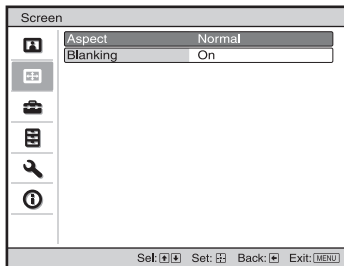 Screen
Aspect Normal
Blanking On
Sel: Set: Back: Exit: MENU